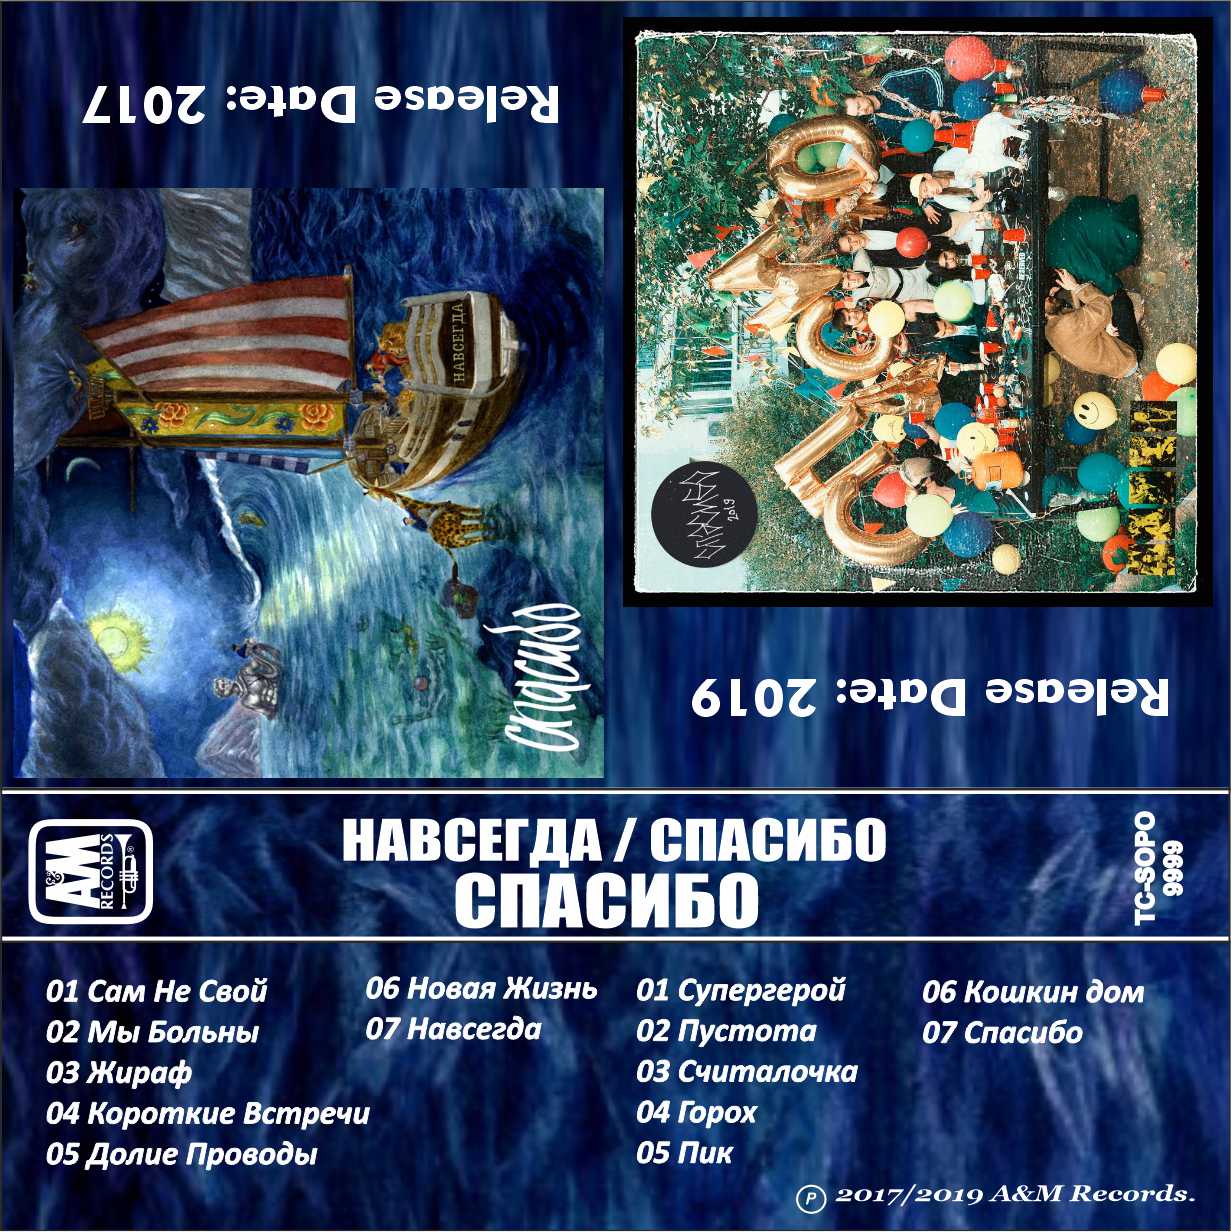 Release Date: 2017
НАВСЕГДА
спасибо
СПАСИБО
2019
Release Date: 2019
A&M
RECORDS
®
НАВСЕГДА / СПАСИБО
СПАСИБО
TC-SOPO
9999
01 Сам Не Свой
02 Мы Больны
03 Жираф
04 Короткие Встречи
05 Долие Проводы
06 Новая Жизнь
07 Навсегда
01 Супергерой
02 Пустота
03 Считалочка
04 Горох
05 Пик
06 Кошкин дом
07 Спасибо
℗ 2017/2019 A&M Records.